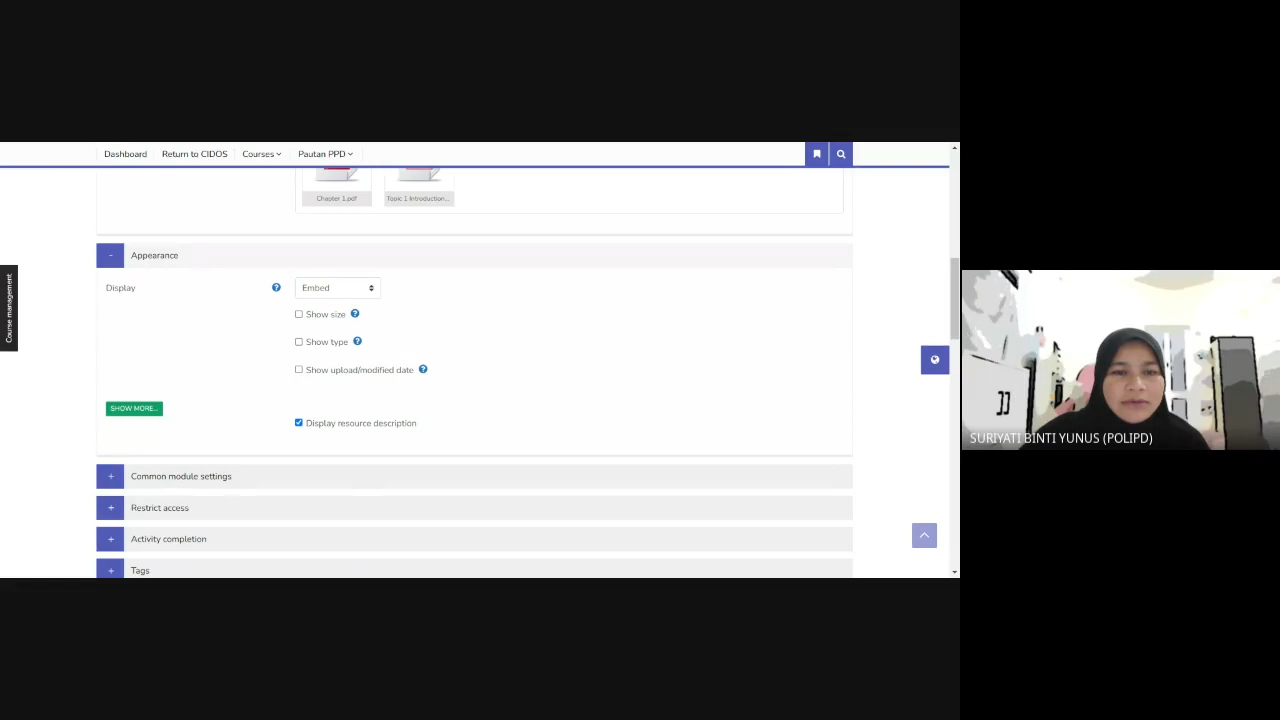 Dashboard Return to CIDOS Courses Pautan PPD
Chapter 1.pdf Topic 1 Introduction...
- Appearance
Display ? Embed
Show size ?
Show type ?
Show upload/modified date ?
SHOW MORE...
Display resource description
+ Common module settings
+ Restrict access
+ Activity completion
+ Tags
Course management
SURIYATI BINTI YUNUS (POLIPD)